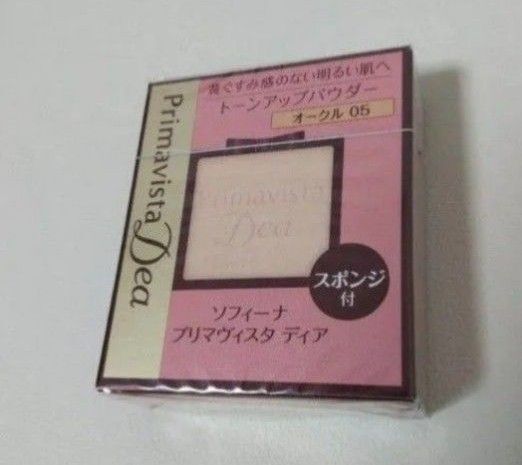 黄ぐすみ感のない明るい肌へ
トーンアップパウダー
オークル 05
Primavista Dea
Primavista
Dea
スポンジ
付
ソフィーナ
プリマヴィスタ ディア